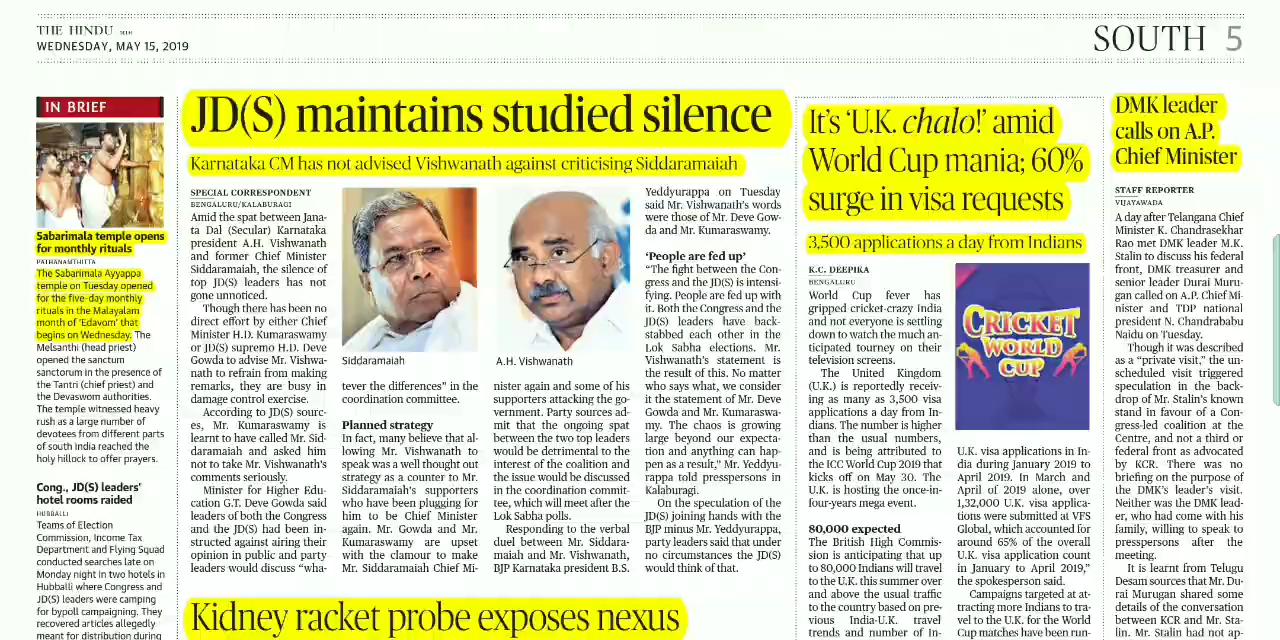 THE HINDU
WEDNESDAY, MAY 15, 2019
SOUTH 5
IN BRIEF
Sabarimala temple opens
for monthly rituals
PATHANAMTHITTA
The Sabarimala Ayyappa
temple on Tuesday opened
for the five-day monthly
rituals in the Malayalam
month of ‘Edavom’ that
begins on Wednesday. The
Melsanthi (head priest)
opened the sanctum
sanctorum in the presence of
the Tantri (chief priest) and
the Devaswom authorities.
The temple witnessed heavy
rush as a large number of
devotees from different parts
of south India reached the
holy hillock to offer prayers.
Cong., JD(S) leaders’
hotel rooms raided
HUBBALLI
Teams of Election
Commission, Income Tax
Department and Flying Squad
conducted searches late on
Monday night in two hotels in
Hubballi where Congress and
JD(S) leaders were camping
for bypoll campaigning. They
recovered articles allegedly
meant for distribution during
JD(S) maintains studied silence
Karnataka CM has not advised Vishwanath against criticising Siddaramaiah
SPECIAL CORRESPONDENT
BENGALURU/KALABURAGI
Amid the spat between Jana-
ta Dal (Secular) Karnataka
president A.H. Vishwanath
and former Chief Minister
Siddaramaiah, the silence of
top JD(S) leaders has not
gone unnoticed.
Though there has been no
direct effort by either Chief
Minister H.D. Kumaraswamy
or JD(S) supremo H.D. Deve
Gowda to advise Mr. Vishwa-
nath to refrain from making
remarks, they are busy in
damage control exercise.
According to JD(S) sourc-
es, Mr. Kumaraswamy is
learnt to have called Mr. Sid-
daramaiah and asked him
not to take Mr. Vishwanath’s
comments seriously.
Minister for Higher Edu-
cation G.T. Deve Gowda said
leaders of both the Congress
and the JD(S) had been in-
structed against airing their
opinion in public and party
leaders would discuss “wha-
Siddaramaiah
A.H. Vishwanath
tever the differences” in the
coordination committee.
Planned strategy
In fact, many believe that al-
lowing Mr. Vishwanath to
speak was a well thought out
strategy as a counter to Mr.
Siddaramaiah’s supporters
who have been plugging for
him to be Chief Minister
again. Mr. Gowda and Mr.
Kumaraswamy are upset
with the clamour to make
Mr. Siddaramaiah Chief Mi-
nister again and some of his
supporters attacking the go-
vernment. Party sources ad-
mit that the ongoing spat
between the two top leaders
would be detrimental to the
interest of the coalition and
the issue would be discussed
in the coordination commit-
tee, which will meet after the
Lok Sabha polls.
Responding to the verbal
duel between Mr. Siddara-
maiah and Mr. Vishwanath,
BJP Karnataka president B.S.
Yeddyurappa on Tuesday
said Mr. Vishwanath’s words
were those of Mr. Deve Gow-
da and Mr. Kumaraswamy.
‘People are fed up’
“The fight between the Con-
gress and the JD(S) is intensi-
fying. People are fed up with
it. Both the Congress and the
JD(S) leaders have back-
stabbed each other in the
Lok Sabha elections. Mr.
Vishwanath’s statement is
the result of this. No matter
who says what, we consider
it the statement of Mr. Deve
Gowda and Mr. Kumaraswa-
my. The chaos is growing
large beyond our expecta-
tion and anything can hap-
pen as a result,” Mr. Yeddyu-
rappa told presspersons in
Kalaburagi.
On the speculation of the
JD(S) joining hands with the
BJP minus Mr. Yeddyurappa,
party leaders said that under
no circumstances the JD(S)
would think of that.
Kidney racket probe exposes nexus
It’s ‘U.K. chalo!’ amid
World Cup mania; 60%
surge in visa requests
3,500 applications a day from Indians
K.C. DEEPIKA
BENGALURU
World Cup fever has
gripped cricket-crazy India
and not everyone is settling
down to watch the much an-
ticipated tourney on their
television screens.
The United Kingdom
(U.K.) is reportedly receiv-
ing as many as 3,500 visa
applications a day from In-
dians. The number is higher
than the usual numbers,
and is being attributed to
the ICC World Cup 2019 that
kicks off on May 30. The
U.K. is hosting the once-in-
four-years mega event.
80,000 expected
The British High Commis-
sion is anticipating that up
to 80,000 Indians will travel
to the U.K. this summer over
and above the usual traffic
to the country based on pre-
vious India-U.K. travel
trends and number of In-
CRICKET
WORLD
CUP
U.K. visa applications in In-
dia during January 2019 to
April 2019. In March and
April of 2019 alone, over
1,32,000 U.K. visa applica-
tions were submitted at VFS
Global, which accounted for
around 65% of the overall
U.K. visa application count
in January to April 2019,”
the spokesperson said.
Campaigns targeted at at-
tracting more Indians to tra-
vel to the U.K. for the World
Cup matches have been run-
DMK leader
calls on A.P.
Chief Minister
STAFF REPORTER
VIJAYAWADA
A day after Telangana Chief
Minister K. Chandrasekhar
Rao met DMK leader M.K.
Stalin to discuss his federal
front, DMK treasurer and
senior leader Durai Muru-
gan called on A.P. Chief Mi-
nister and TDP national
president N. Chandrababu
Naidu on Tuesday.
Though it was described
as a “private visit,” the un-
scheduled visit triggered
speculation in the back-
drop of Mr. Stalin’s known
stand in favour of a Con-
gress-led coalition at the
Centre, and not a third or
federal front as advocated
by KCR. There was no
briefing on the purpose of
the DMK leader’s visit.
Neither was the DMK lead-
er, who had come with his
family, willing to speak to
presspersons after the
meeting.
It is learnt from Telugu
Desam sources that Mr. Du-
rai Murugan shared some
details of the conversation
between KCR and Mr. Sta-
lin. Mr. Stalin had not ap-